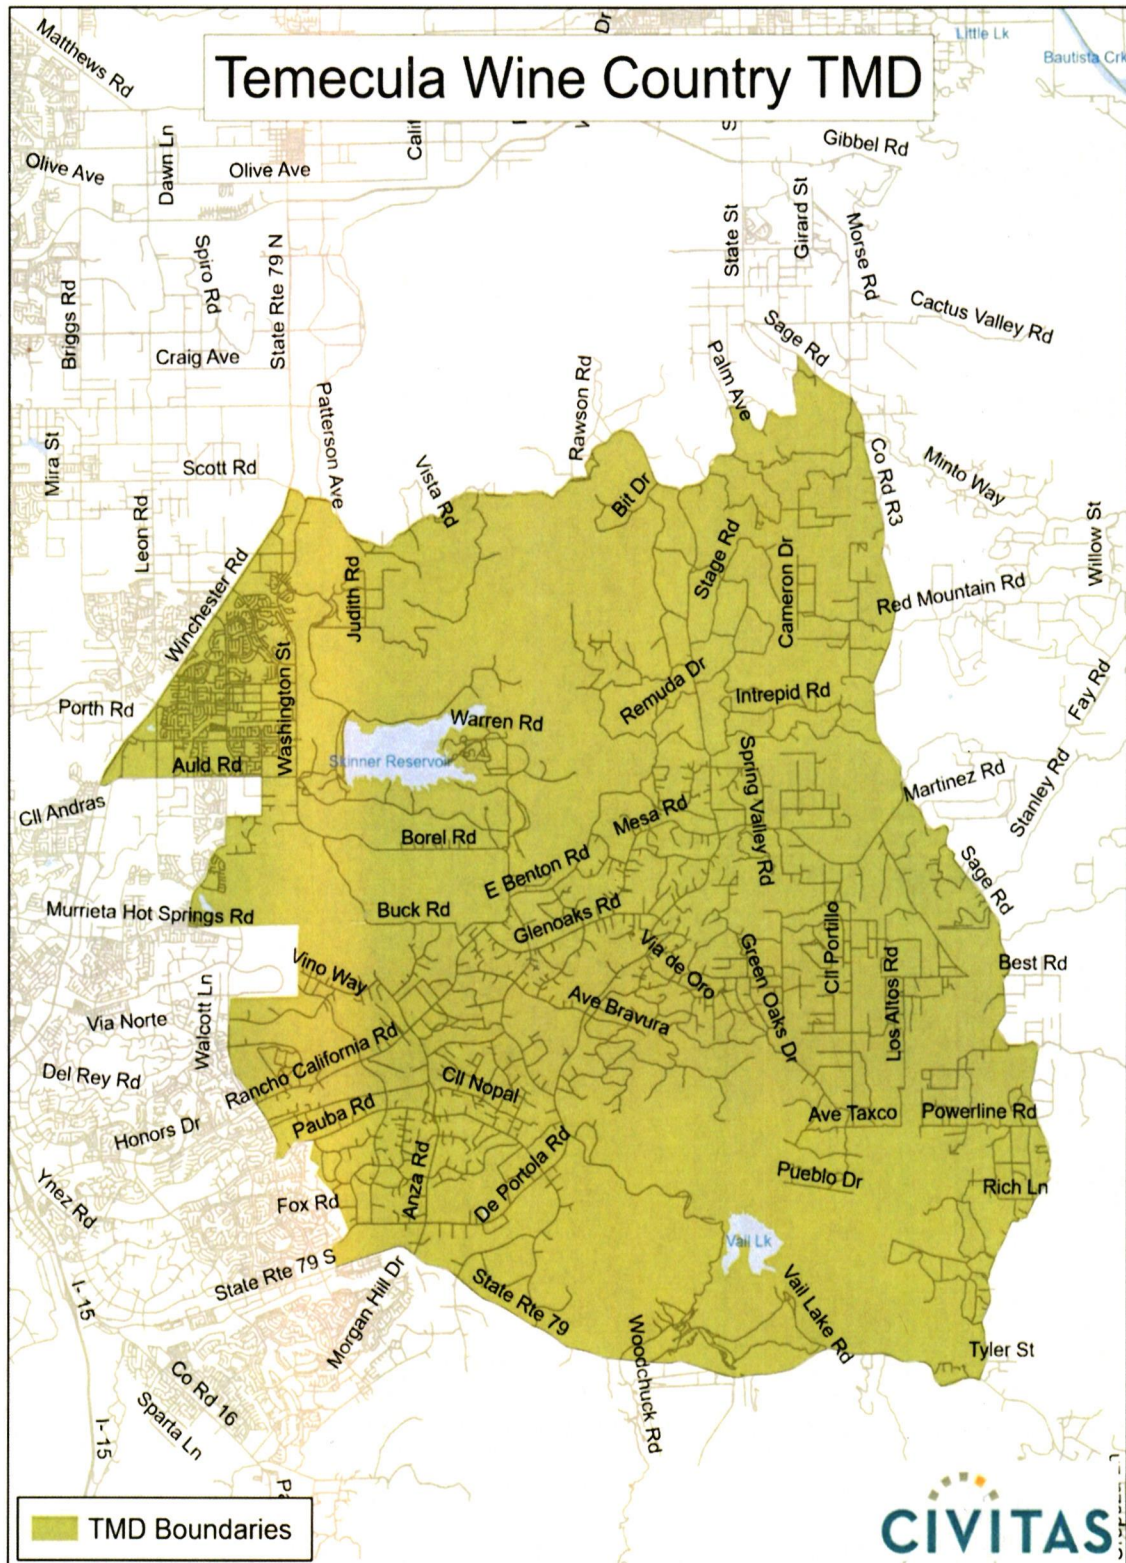 Matthews Rd
Little Lk
Bautista Crk
Dr
Temecula Wine Country TMD
Gibbel Rd
Olive Ave
Dawn Ln
Olive Ave
Calif
State St
Girard St
Morse Rd
Spiro Rd
State Rte 79 N
Briggs Rd
Cactus Valley Rd
Craig Ave
Sage Rd
Palm Ave
Rawson Rd
Patterson Ave
Mira St
Scott Rd
Vista Rd
Co Rd R3
Minto Way
Bit Dr
Leon Rd
Stage Rd
Willow St
Winchester Rd
Judith Rd
Cameron Dr
Red Mountain Rd
Washington St
Porth Rd
Remuda Dr
Intrepid Rd
Fay Rd
Warren Rd
Auld Rd
Skinner Reservoir
Cll Andras
Spring Valley Rd
Martinez Rd
Stanley Rd
Mesa Rd
Borel Rd
E Benton Rd
Sage Rd
Murrieta Hot Springs Rd
Buck Rd
Glenoaks Rd
Cll Portillo
Via de Oro
Green Oaks Dr
Los Altos Rd
Best Rd
Vino Way
Walcott Ln
Ave Bravura
Via Norte
Del Rey Rd
Rancho California Rd
Cll Nopal
Pauba Rd
Ave Taxco
Powerline Rd
Honors Dr
Anza Rd
De Portola Rd
Pueblo Dr
Rich Ln
Ynez Rd
Fox Rd
Vail Lk
State Rte 79 S
I- 15
Morgan Hill Dr
State Rte 79
Vail Lake Rd
Woodchuck Rd
Tyler St
Co Rd 16
Sparta Ln
I- 15
TMD Boundaries
CIVITAS